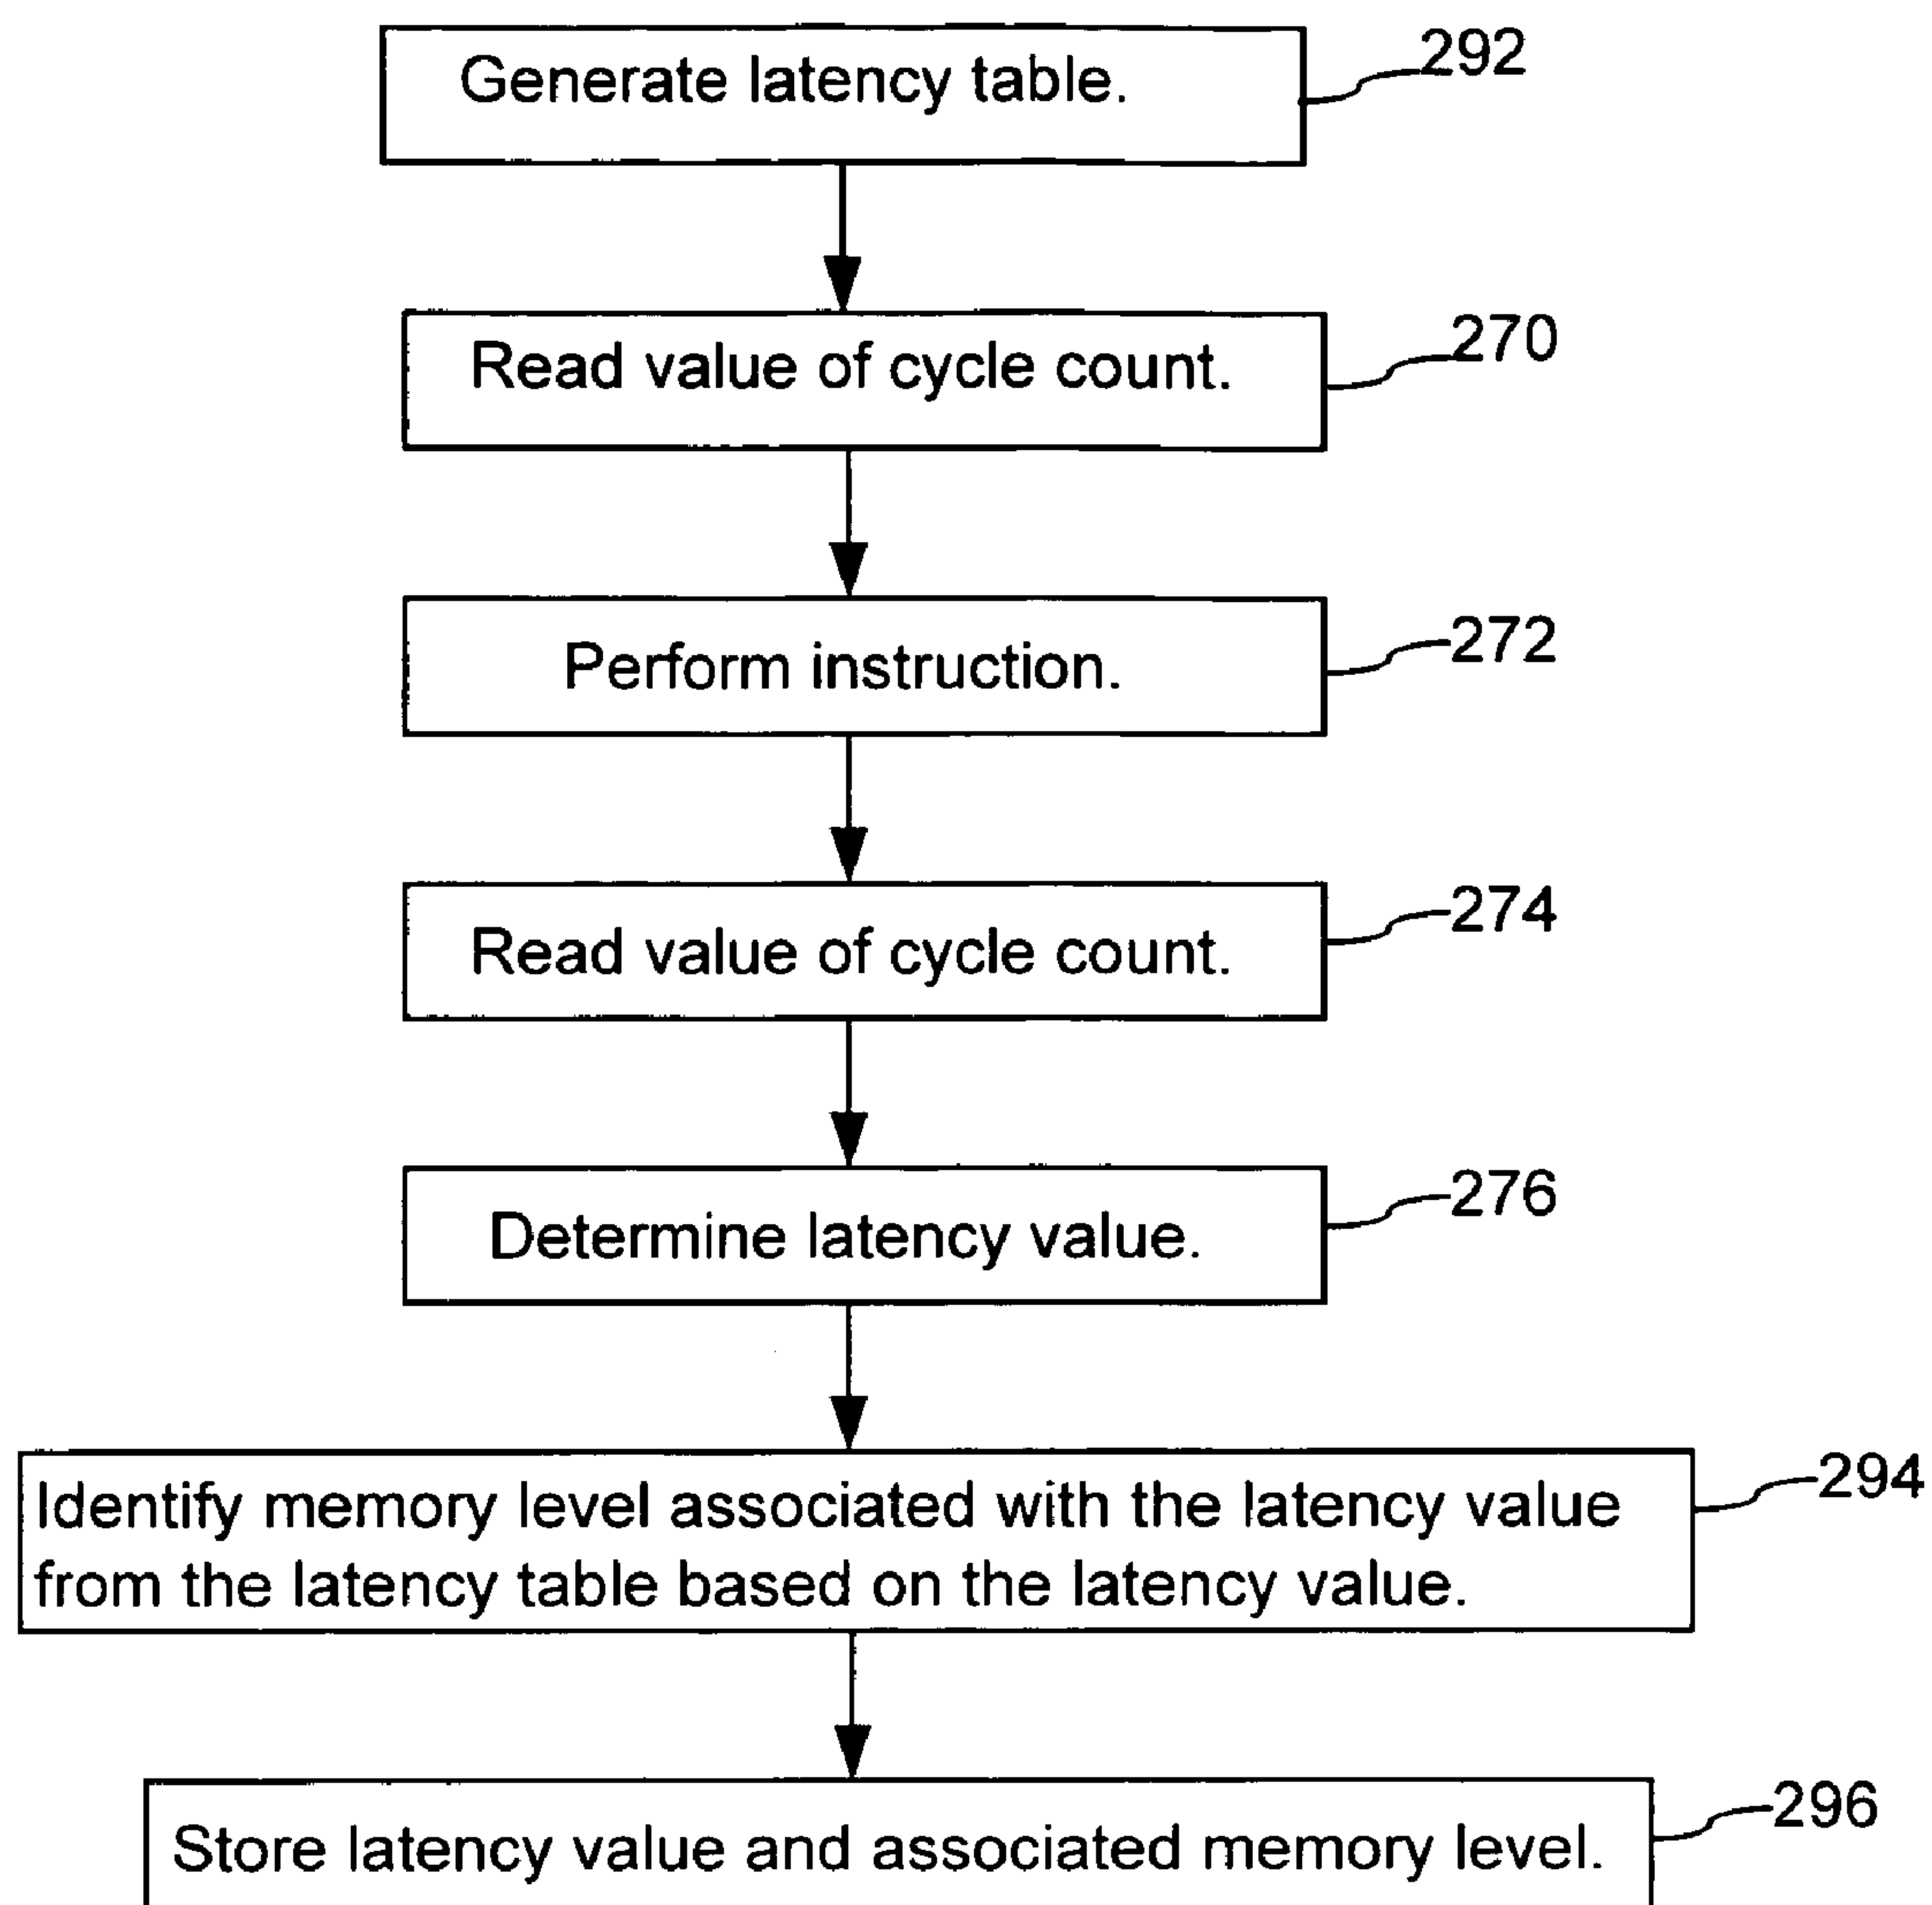 Generate latency table.
292
Read value of cycle count.
270
Perform instruction.
272
Read value of cycle count.
274
Determine latency value.
276
Identify memory level associated with the latency value
from the latency table based on the latency value.
294
Store latency value and associated memory level.
296